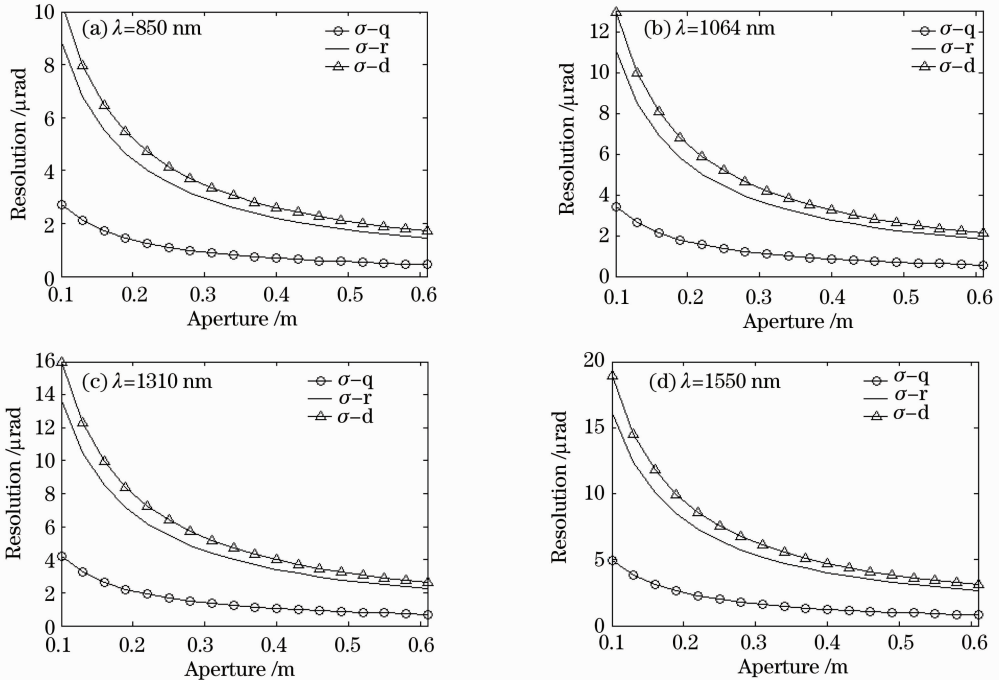 (a) λ=850 nm
σ-q
σ-r
σ-d
10
8
6
4
2
0
0.1 0.2 0.3 0.4 0.5 0.6
Resolution /μrad
Aperture /m
(b) λ=1064 nm
σ-q
σ-r
σ-d
12
10
8
6
4
2
0
0.1 0.2 0.3 0.4 0.5 0.6
Resolution /μrad
Aperture /m
(c) λ=1310 nm
σ-q
σ-r
σ-d
16
14
12
10
8
6
4
2
0
0.1 0.2 0.3 0.4 0.5 0.6
Resolution /μrad
Aperture /m
(d) λ=1550 nm
σ-q
σ-r
σ-d
20
15
10
5
0
0.1 0.2 0.3 0.4 0.5 0.6
Resolution /μrad
Aperture /m